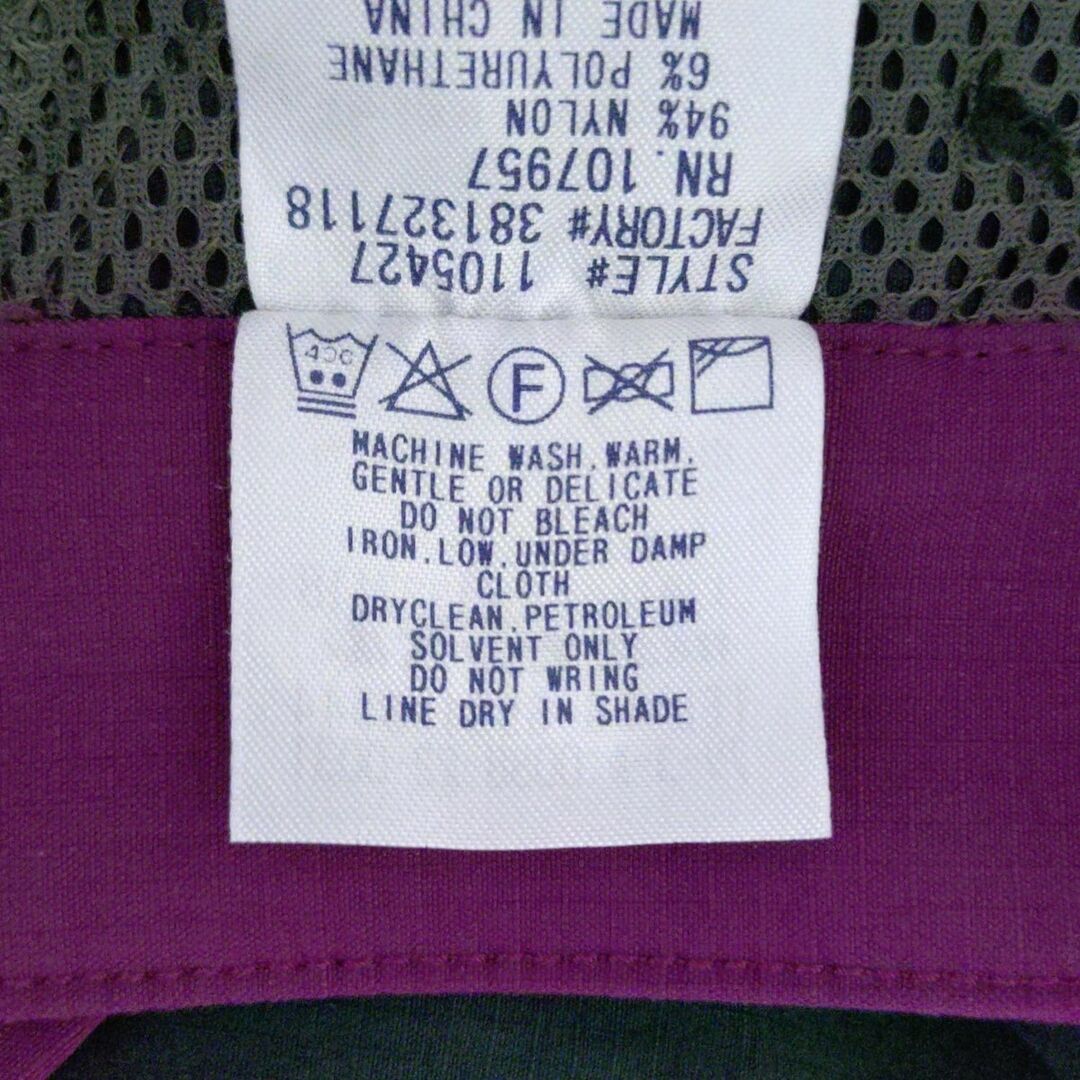 STYLE# 1105427
FACTORY# 381327118
RN. 107957
94% NYLON
6% POLYURETHANE
MADE IN CHINA
F
MACHINE WASH.WARM.
GENTLE OR DELICATE
DO NOT BLEACH
IRON.LOW.UNDER DAMP
CLOTH
DRYCLEAN.PETROLEUM
SOLVENT ONLY
DO NOT WRING
LINE DRY IN SHADE